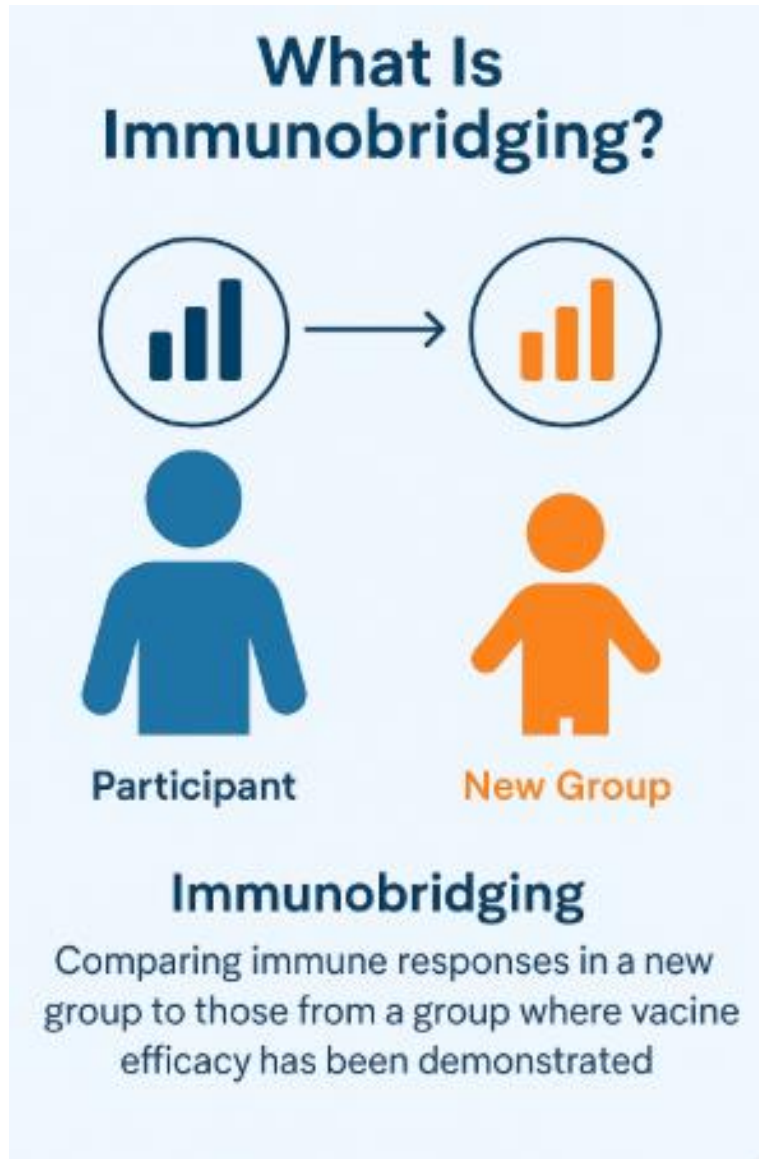 What Is
Immunobridging?
Participant
New Group
Immunobridging
Comparing immune responses in a new
group to those from a group where vacine
efficacy has been demonstrated